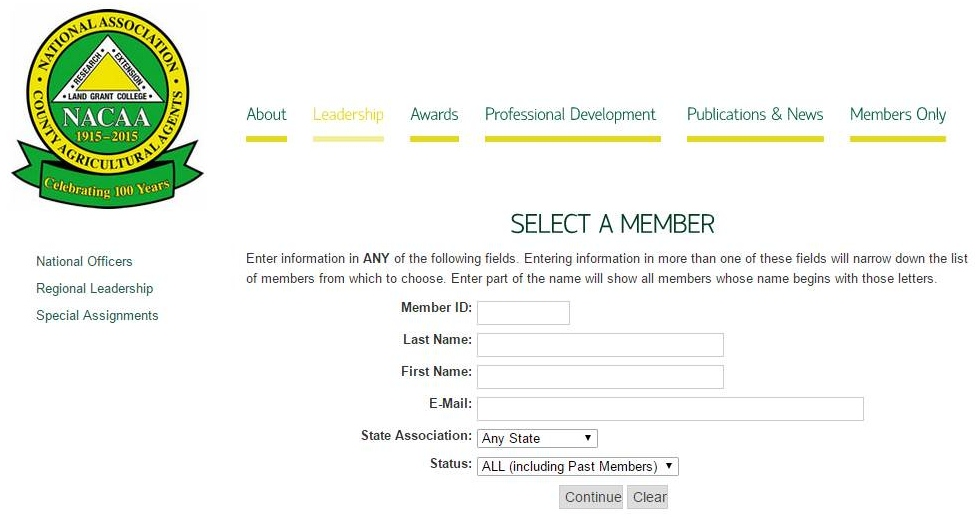 NATIONAL ASSOCIATION
COUNTY AGRICULTURAL AGENTS
RESEARCH • EXTENSION
• LAND GRANT COLLEGE •
NACAA
1915–2015
Celebrating 100 Years
About Leadership Awards Professional Development Publications & News Members Only
National Officers
Regional Leadership
Special Assignments
SELECT A MEMBER
Enter information in ANY of the following fields. Entering information in more than one of these fields will narrow down the list
of members from which to choose. Enter part of the name will show all members whose name begins with those letters.
Member ID:
Last Name:
First Name:
E-Mail:
State Association: Any State
Status: ALL (including Past Members)
Continue Clear